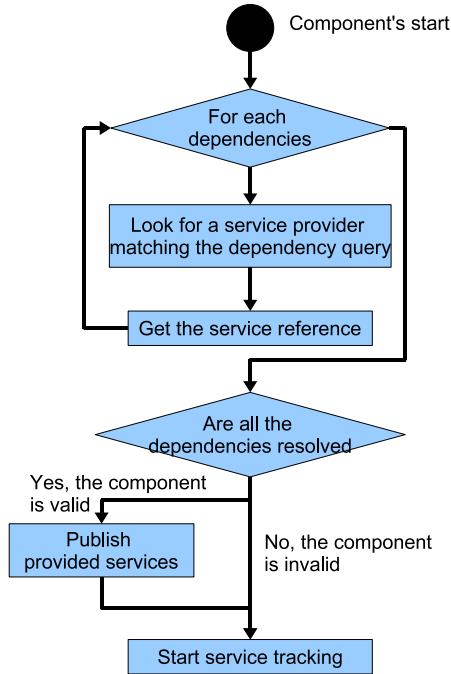 Component's start
For each
dependencies
Look for a service provider
matching the dependency query
Get the service reference
Are all the
dependencies resolved
Yes, the component
is valid
Publish
provided services
No, the component
is invalid
Start service tracking